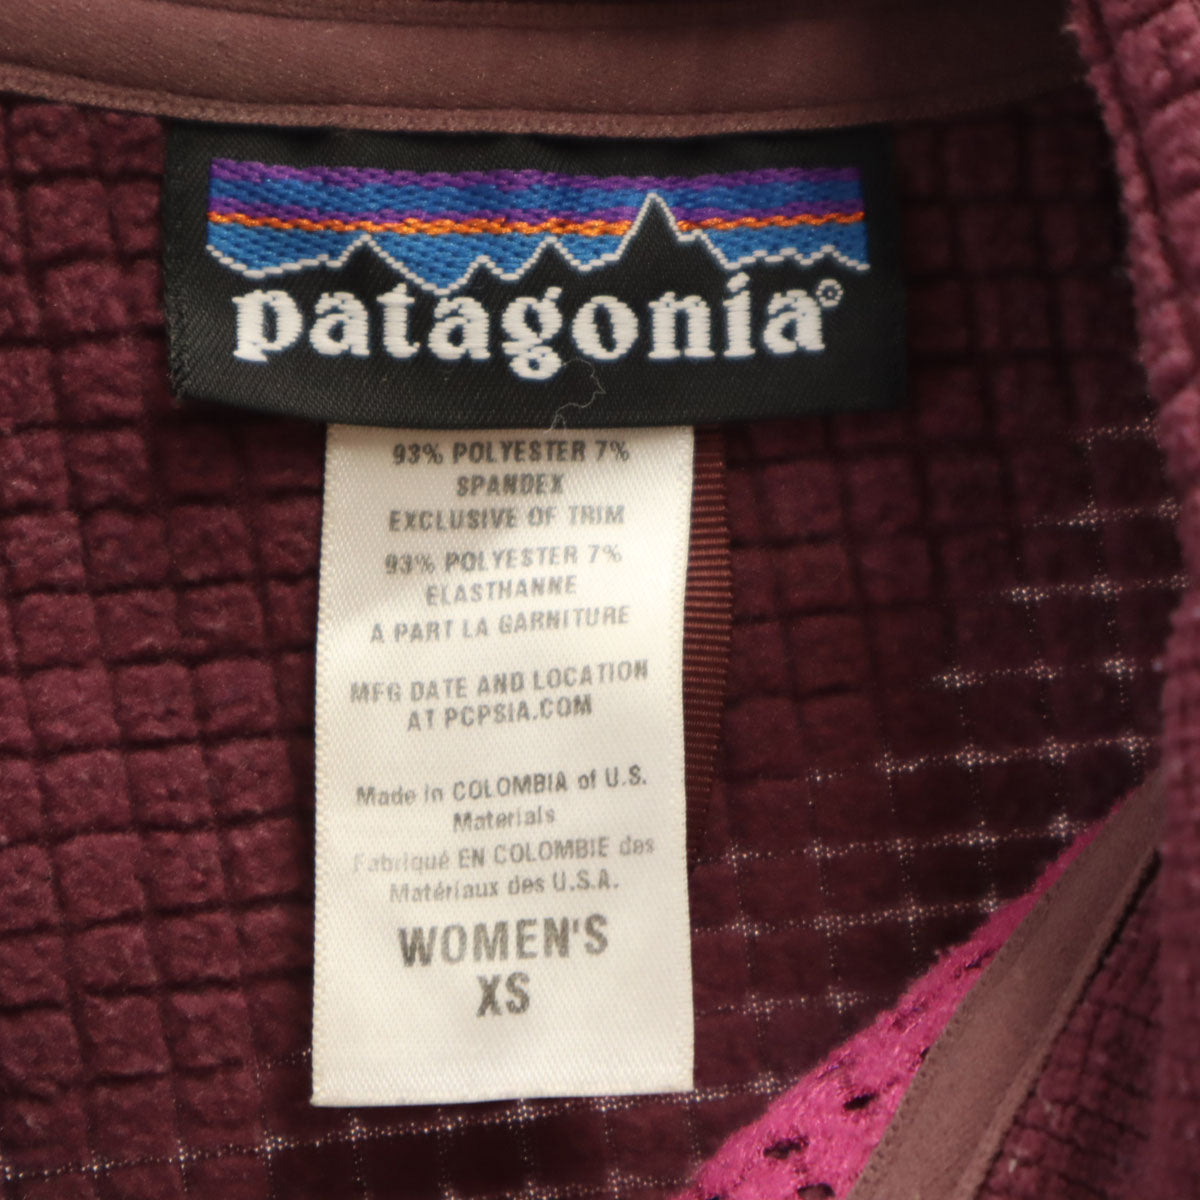 patagonia®
93% POLYESTER 7%
SPANDEX
EXCLUSIVE OF TRIM
93% POLYESTER 7%
ELASTHANNE
A PART LA GARNITURE
MFG DATE AND LOCATION
AT PCPSIA.COM
Made in COLOMBIA of U.S.
Materials
Fabriqué EN COLOMBIE des
Matériaux des U.S.A.
WOMEN'S
XS